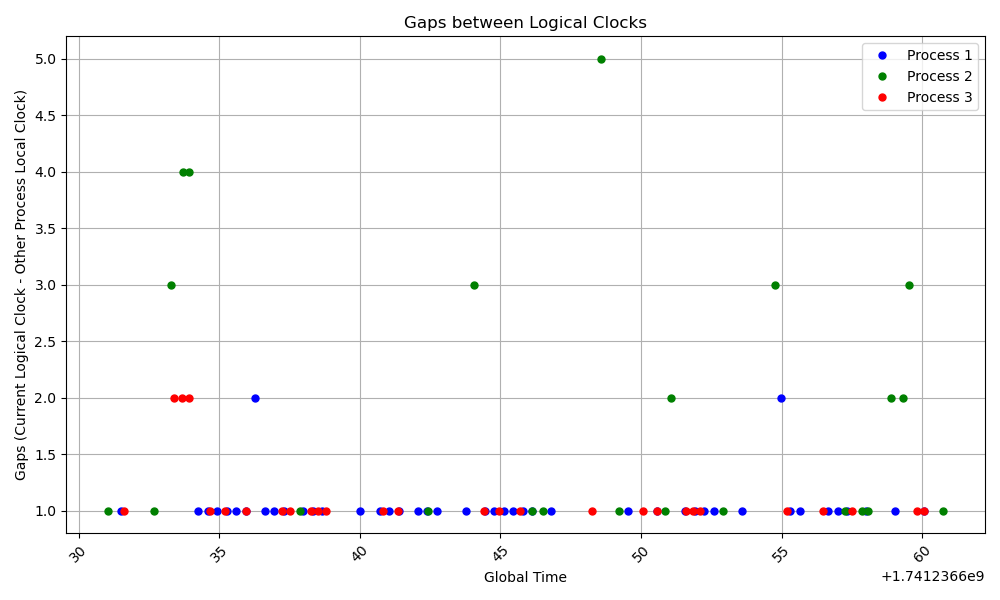 Gaps between Logical Clocks
Gaps (Current Logical Clock - Other Process Local Clock)
5.0
4.5
4.0
3.5
3.0
2.5
2.0
1.5
1.0
Process 1
Process 2
Process 3
30 35 40 45 50 55 60
Global Time
+1.7412366e9